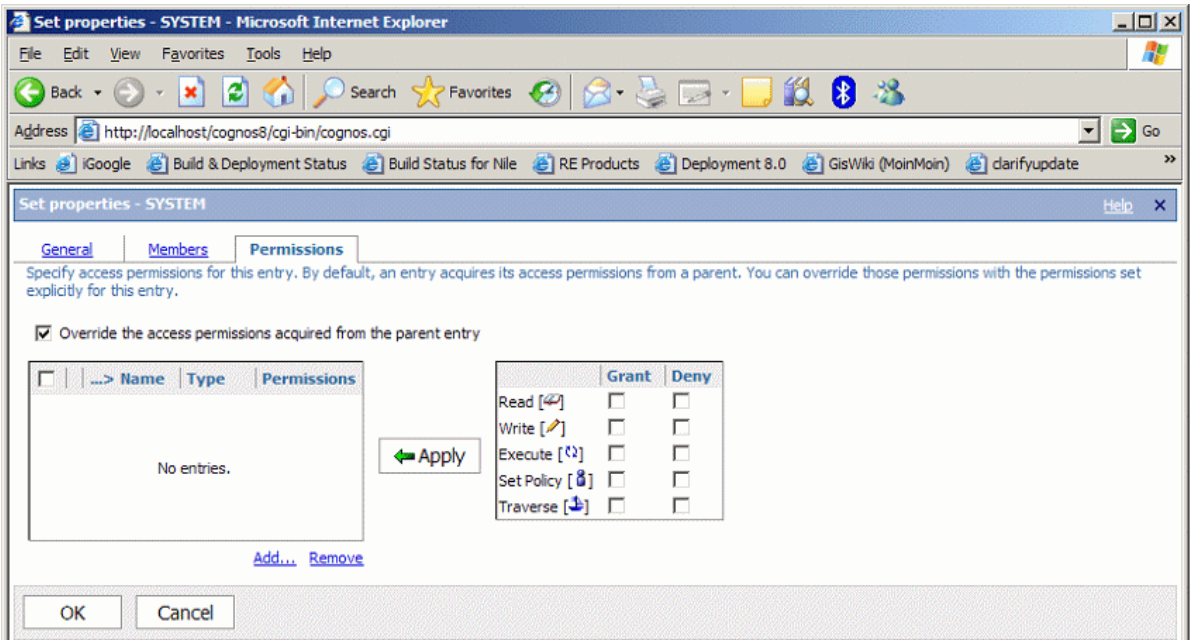 Set properties - SYSTEM - Microsoft Internet Explorer
File Edit View Favorites Tools Help
Back Search Favorites
Address http://localhost/cognos8/cgi-bin/cognos.cgi Go
Links iGoogle Build & Deployment Status Build Status for Nile RE Products Deployment 8.0 GisWiki (MoinMoin) clarifyupdate »
Set properties - SYSTEM Help X
General Members Permissions
Specify access permissions for this entry. By default, an entry acquires its access permissions from a parent. You can override those permissions with the permissions set
explicitly for this entry.
Override the access permissions acquired from the parent entry
...> Name Type Permissions
No entries.
Add... Remove
Apply
Grant Deny
Read []
Write []
Execute []
Set Policy []
Traverse []
OK Cancel